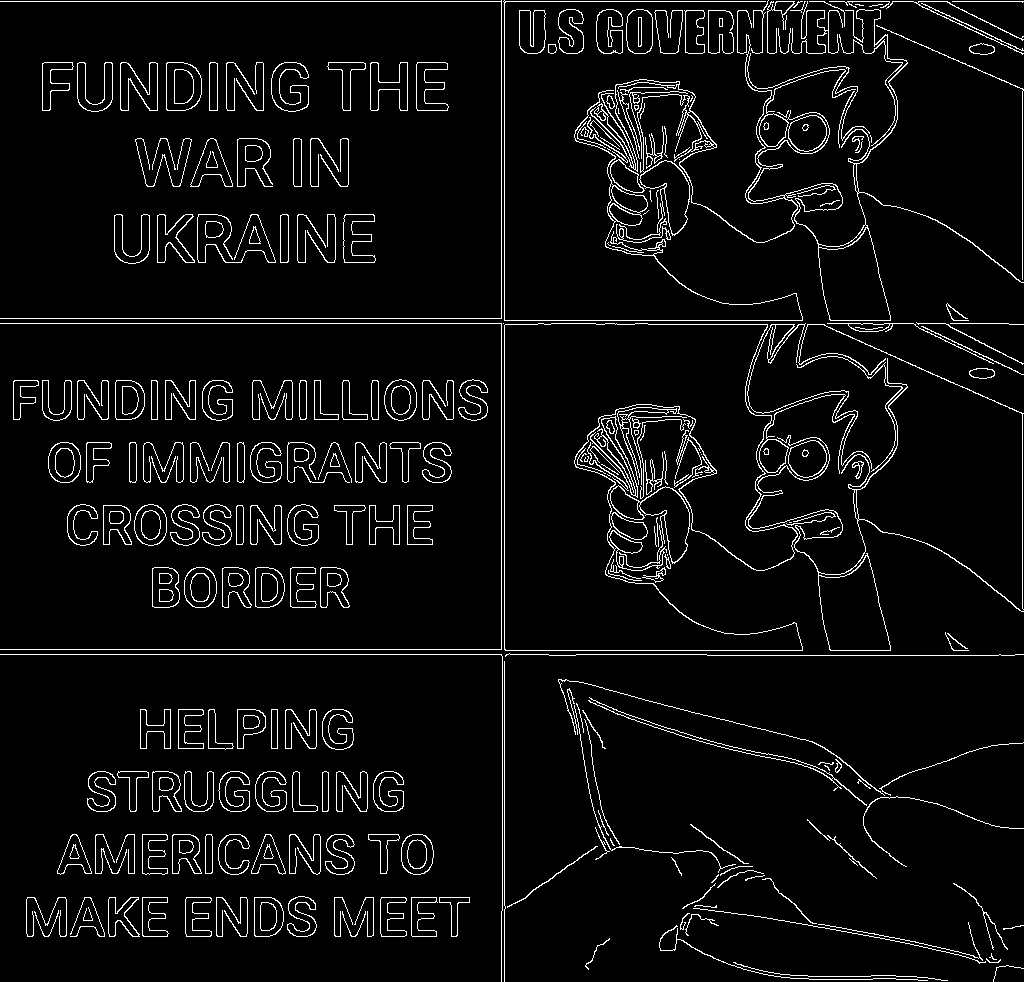 FUNDING THE
WAR IN
UKRAINE
U.S GOVERNMENT
FUNDING MILLIONS
OF IMMIGRANTS
CROSSING THE
BORDER
HELPING
STRUGGLING
AMERICANS TO
MAKE ENDS MEET